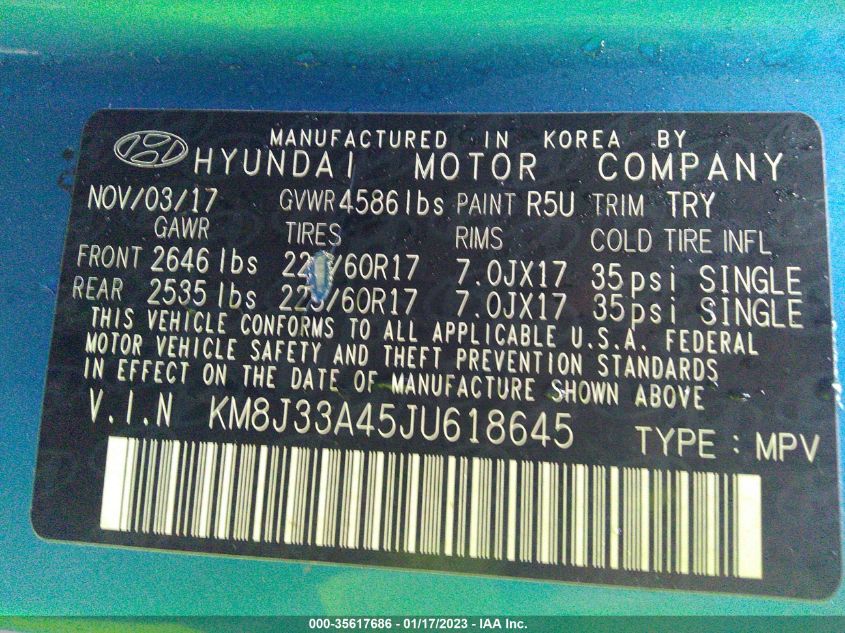 MANUFACTURED IN KOREA BY
HYUNDAI MOTOR COMPANY
NOV/03/17 GVWR 4586 lbs PAINT R5U TRIM TRY
GAWR TIRES RIMS COLD TIRE INFL
FRONT 2646 lbs /60R17 7.0JX17 35psi SINGLE
REAR 2535 lbs 225/60R17 7.0JX17 35psi SINGLE
THIS VEHICLE CONFORMS TO ALL APPLICABLE U.S.A. FEDERAL
MOTOR VEHICLE SAFETY AND THEFT PREVENTION STANDARDS
IN EFFECT ON THE DATE OF MANUFACTURE SHOWN ABOVE
V.I.N KM8J33A45JU618645 TYPE : MPV
000-35617686 - 01/17/2023 - IAA Inc.